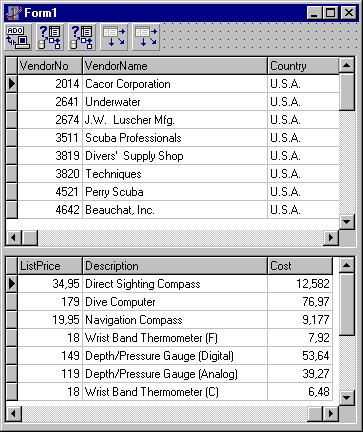 Form1
ADO
VendorNo VendorName Country
2014 Cacor Corporation U.S.A.
2641 Underwater U.S.A.
2674 J.W. Luscher Mfg. U.S.A.
3511 Scuba Professionals U.S.A.
3819 Divers' Supply Shop U.S.A.
3820 Techniques U.S.A.
4521 Perry Scuba U.S.A.
4642 Beauchat, Inc. U.S.A.
ListPrice Description Cost
34,95 Direct Sighting Compass 12,582
179 Dive Computer 76,97
19,95 Navigation Compass 9,177
18 Wrist Band Thermometer (F) 7,92
149 Depth/Pressure Gauge (Digital) 53,64
119 Depth/Pressure Gauge (Analog) 39,27
18 Wrist Band Thermometer (C) 6,48